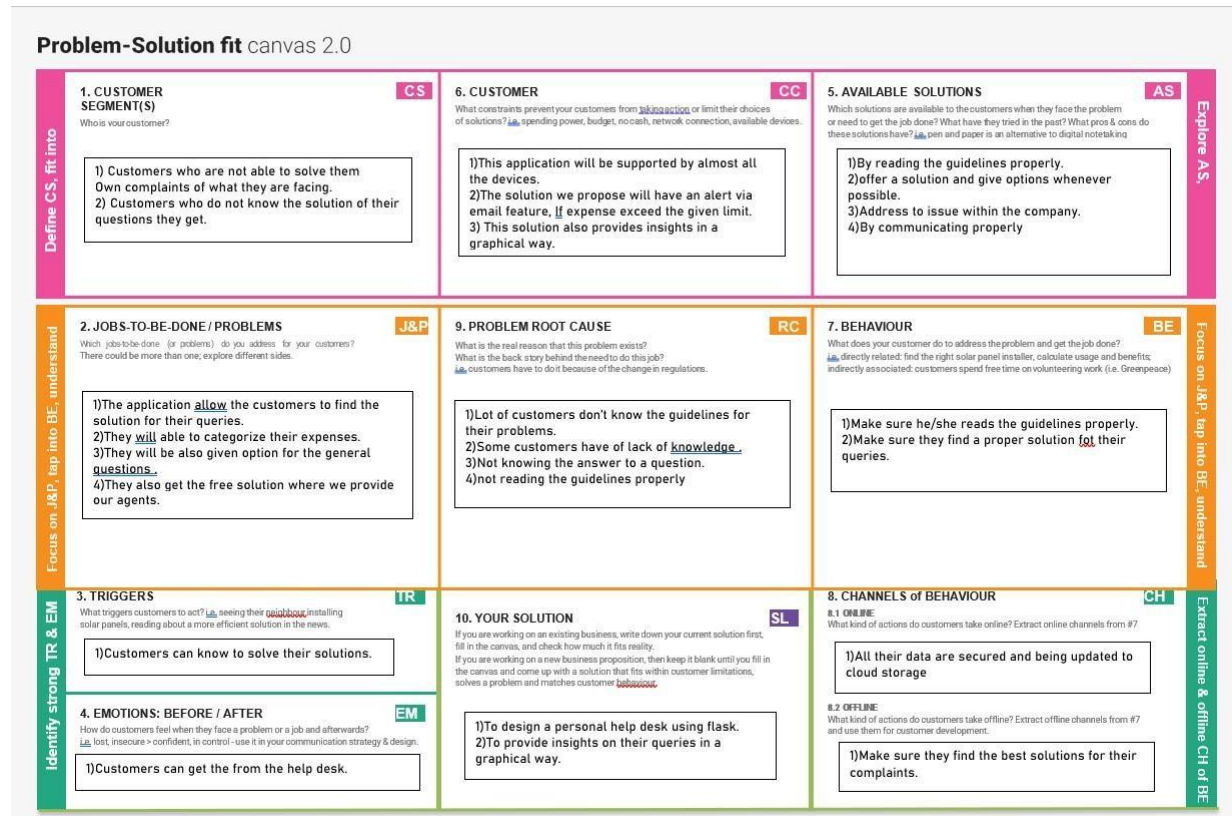 Problem-Solution fit canvas 2.0
Define CS, fit into
1. CUSTOMER
SEGMENT(S)
CS
Who is your customer?
1) Customers who are not able to solve them
Own complaints of what they are facing.
2) Customers who do not know the solution of their
questions they get.
6. CUSTOMER
CC
What constraints prevent your customers from taking action or limit their choices
of solutions? i.e. spending power, budget, no cash, network connection, available devices.
1)This application will be supported by almost all
the devices.
2)The solution we propose will have an alert via
email feature, If expense exceed the given limit.
3) This solution also provides insights in a
graphical way.
5. AVAILABLE SOLUTIONS
AS
Which solutions are available to the customers when they face the problem
or need to get the job done? What have they tried in the past? What pros & cons do
these solutions have? i.e. pen and paper is an alternative to digital notetaking
1)By reading the guidelines properly.
2)offer a solution and give options whenever
possible.
3)Address to issue within the company.
4)By communicating properly
Explore AS,
Focus on J&P, tap into BE, understand
2. JOBS-TO-BE-DONE / PROBLEMS
J&P
Which jobs-to-be-done (or problems) do you address for your customers?
There could be more than one; explore different sides.
1)The application allow the customers to find the
solution for their queries.
2)They will able to categorize their expenses.
3)They will be also given option for the general
questions .
4)They also get the free solution where we provide
our agents.
9. PROBLEM ROOT CAUSE
RC
What is the real reason that this problem exists?
What is the back story behind the need to do this job?
i.e. customers have to do it because of the change in regulations.
1)Lot of customers don't know the guidelines for
their problems.
2)Some customers have of lack of knowledge .
3)Not knowing the answer to a question.
4)not reading the guidelines properly
7. BEHAVIOUR
BE
What does your customer do to address the problem and get the job done?
i.e. directly related: find the right solar panel installer, calculate usage and benefits;
indirectly associated: customers spend free time on volunteering work (i.e. Greenpeace)
1)Make sure he/she reads the guidelines properly.
2)Make sure they find a proper solution fot their
queries.
Focus on J&P, tap into BE, understand
Identify strong TR & EM
3. TRIGGERS
TR
What triggers customers to act? i.e. seeing their neighbour installing
solar panels, reading about a more efficient solution in the news.
1)Customers can know to solve their solutions.
4. EMOTIONS: BEFORE / AFTER
EM
How do customers feel when they face a problem or a job and afterwards?
i.e. lost, insecure > confident, in control - use it in your communication strategy & design.
1)Customers can get the from the help desk.
10. YOUR SOLUTION
SL
If you are working on an existing business, write down your current solution first,
fill in the canvas, and check how much it fits reality.
If you are working on a new business proposition, then keep it blank until you fill in
the canvas and come up with a solution that fits within customer limitations,
solves a problem and matches customer behaviour.
1)To design a personal help desk using flask.
2)To provide insights on their queries in a
graphical way.
8. CHANNELS of BEHAVIOUR
CH
8.1 ONLINE
What kind of actions do customers take online? Extract online channels from #7
1)All their data are secured and being updated to
cloud storage
8.2 OFFLINE
What kind of actions do customers take offline? Extract offline channels from #7
and use them for customer development.
1)Make sure they find the best solutions for their
complaints.
Extract online & offline CH of BE